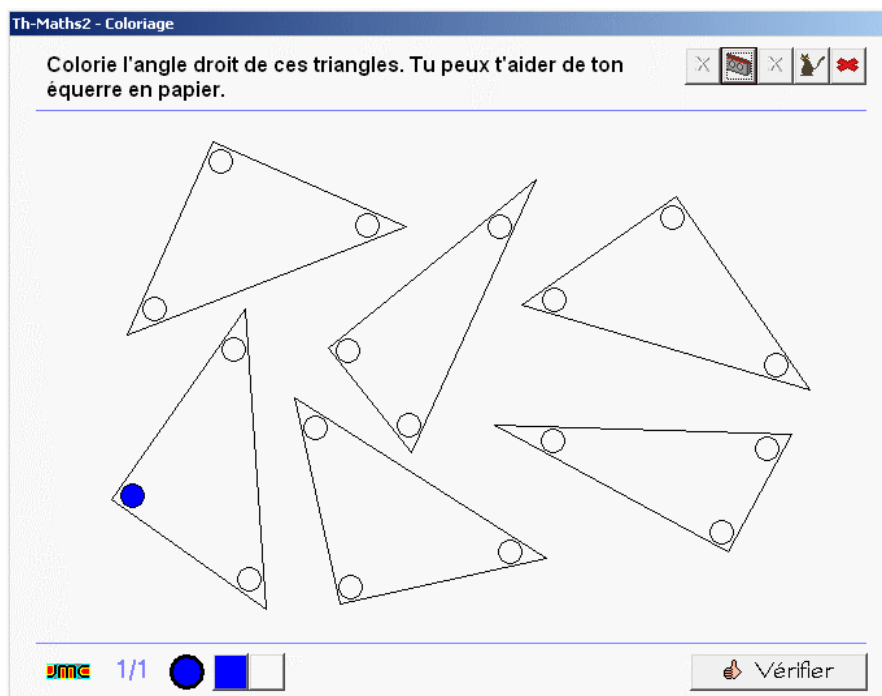 Th-Maths2 - Coloriage
Colorie l'angle droit de ces triangles. Tu peux t'aider de ton
équerre en papier.
JMC
1/1
Vérifier